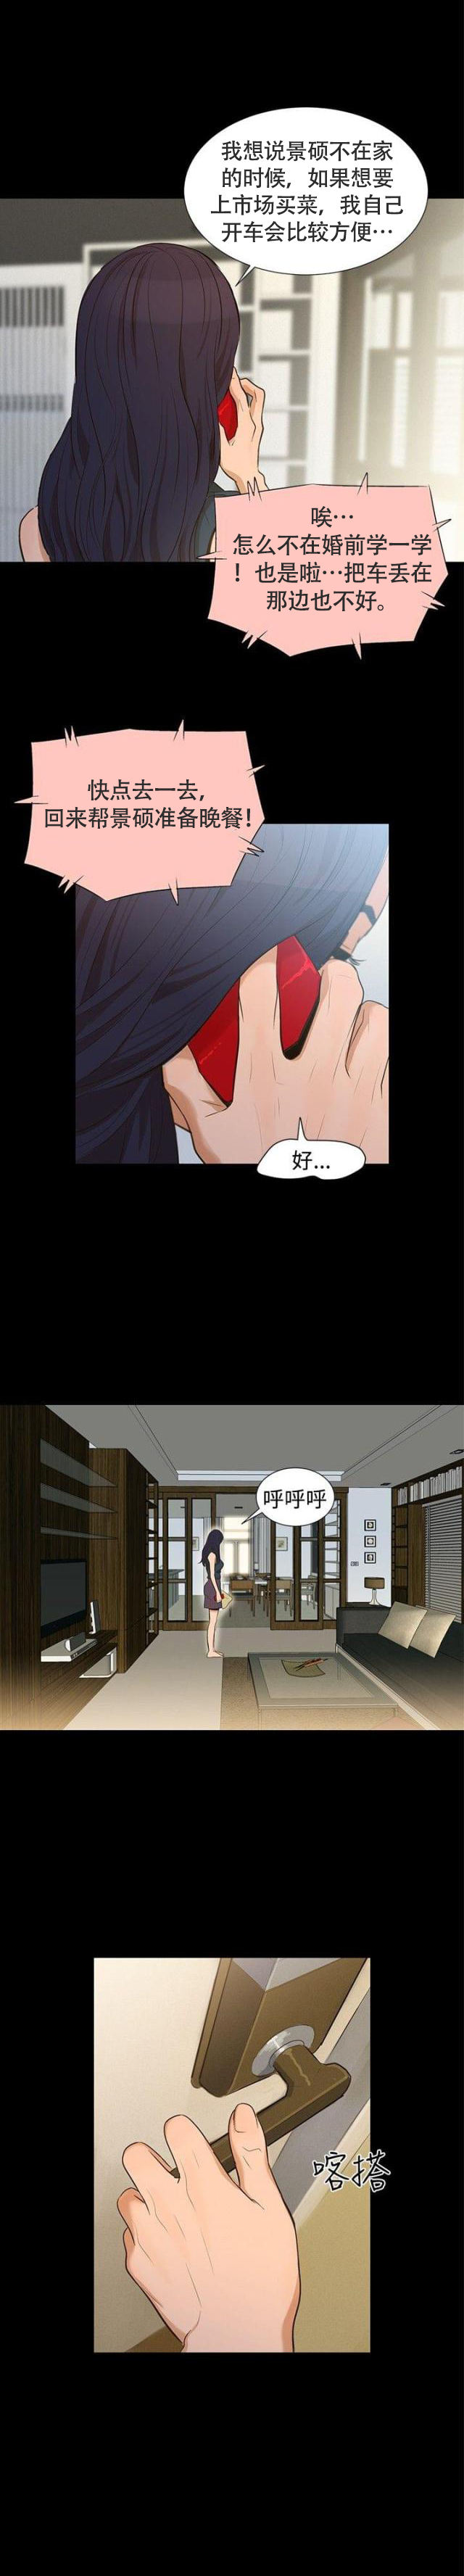 我想说景硕不在家
的时候，如果想要
上市场买菜，我自己
开车会比较方便…
唉…
怎么不在婚前学一学
！也是啦…把车丢在
那边也不好。
快点去一去，
回来帮景硕准备晚餐！
好...
呼呼呼
喀搭